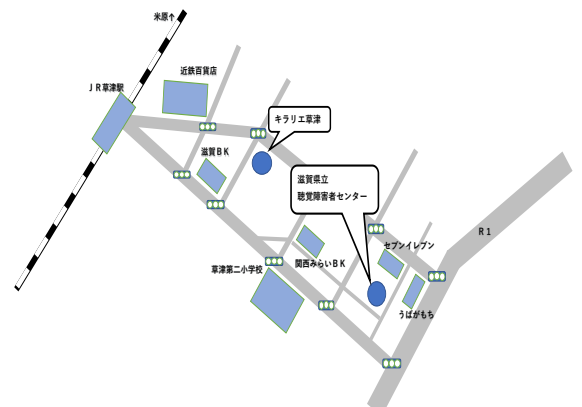 米原↑
近鉄百貨店
ＪＲ草津駅
キラリエ草津
滋賀ＢＫ
滋賀県立
聴覚障害者センター
Ｒ１
セブンイレブン
関西みらいＢＫ
草津第二小学校
うばがもち